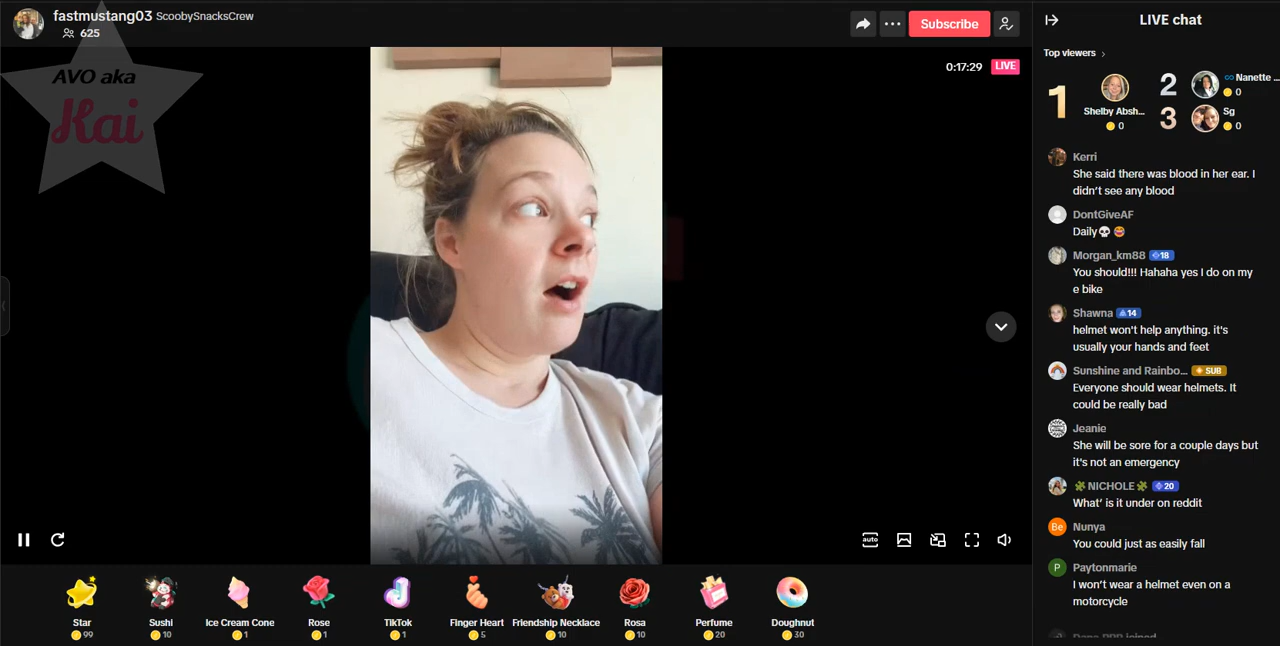 fastmustang03 ScoobySnacksCrew
625
Subscribe
AVO aka
Kai
0:17:29 LIVE
auto
Star
99
Sushi
10
Ice Cream Cone
1
Rose
1
TikTok
1
Finger Heart
5
Friendship Necklace
10
Rosa
10
Perfume
20
Doughnut
30
LIVE chat
Top viewers
1
Shelby Absh...
0
2
Nanette ...
0
3
Sg
0
Kerri
She said there was blood in her ear. I
didn't see any blood
DontGiveAF
Daily💀🤩
Morgan_km88 18
You should!!! Hahaha yes I do on my
e bike
Shawna 14
helmet won't help anything. it's
usually your hands and feet
Sunshine and Rainbo... SUB
Everyone should wear helmets. It
could be really bad
Jeanie
She will be sore for a couple days but
it's not an emergency
NICHOLE 20
What' is it under on reddit
Be
Nunya
You could just as easily fall
P
Paytonmarie
I won't wear a helmet even on a
motorcycle
joined